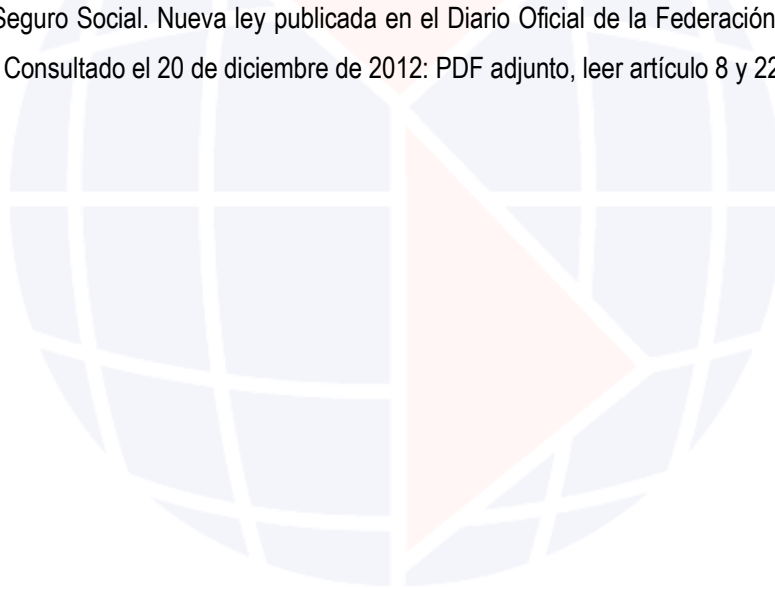 Seguro Social. Nueva ley publicada en el Diario Oficial de la Federación
Consultado el 20 de diciembre de 2012: PDF adjunto, leer artículo 8 y 22